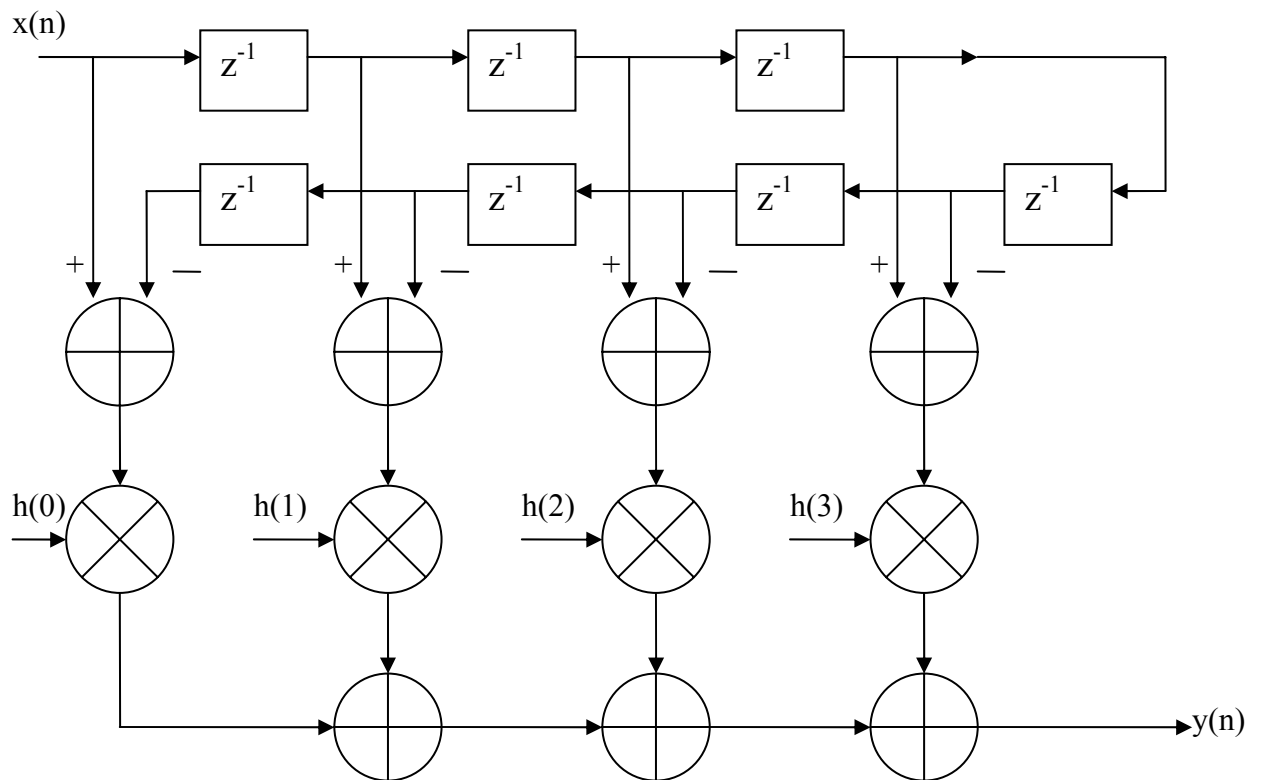 x(n)
z⁻¹ z⁻¹ z⁻¹
z⁻¹ z⁻¹ z⁻¹ z⁻¹
+ — + — + — + —
h(0) h(1) h(2) h(3)
y(n)